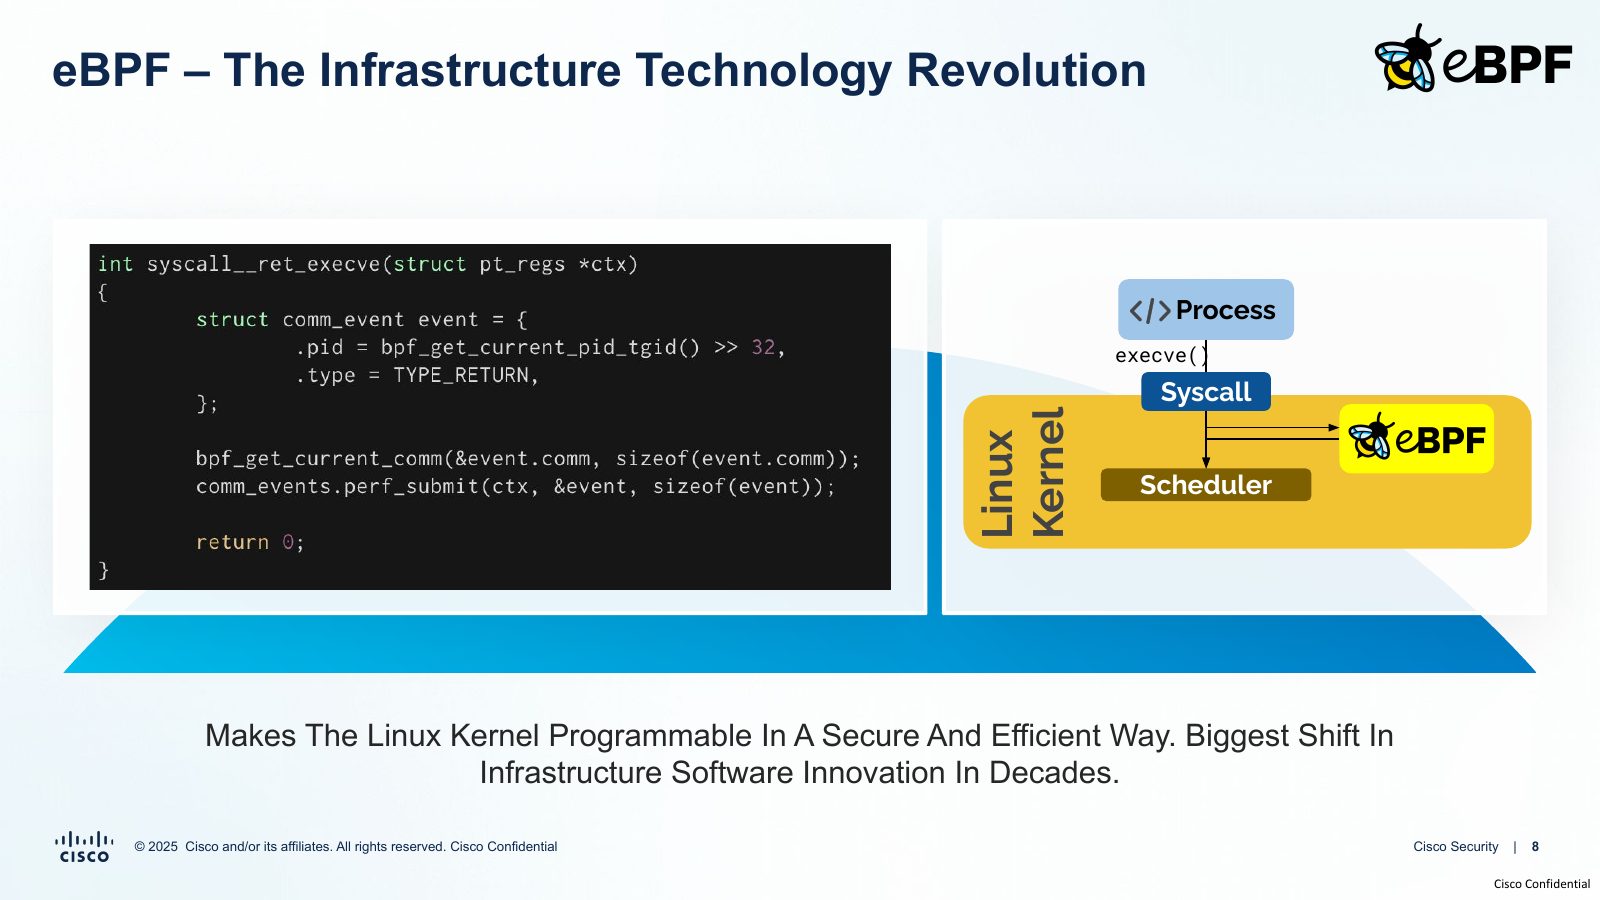 eBPF – The Infrastructure Technology Revolution
eBPF
int syscall__ret_execve(struct pt_regs *ctx)
{
        struct comm_event event = {
                .pid = bpf_get_current_pid_tgid() >> 32,
                .type = TYPE_RETURN,
        };

        bpf_get_current_comm(&event.comm, sizeof(event.comm));
        comm_events.perf_submit(ctx, &event, sizeof(event));

        return 0;
}
</> Process
execve()
Syscall
Linux
Kernel
eBPF
Scheduler
Makes The Linux Kernel Programmable In A Secure And Efficient Way. Biggest Shift In
Infrastructure Software Innovation In Decades.
CISCO
© 2025 Cisco and/or its affiliates. All rights reserved. Cisco Confidential
Cisco Security | 8
Cisco Confidential